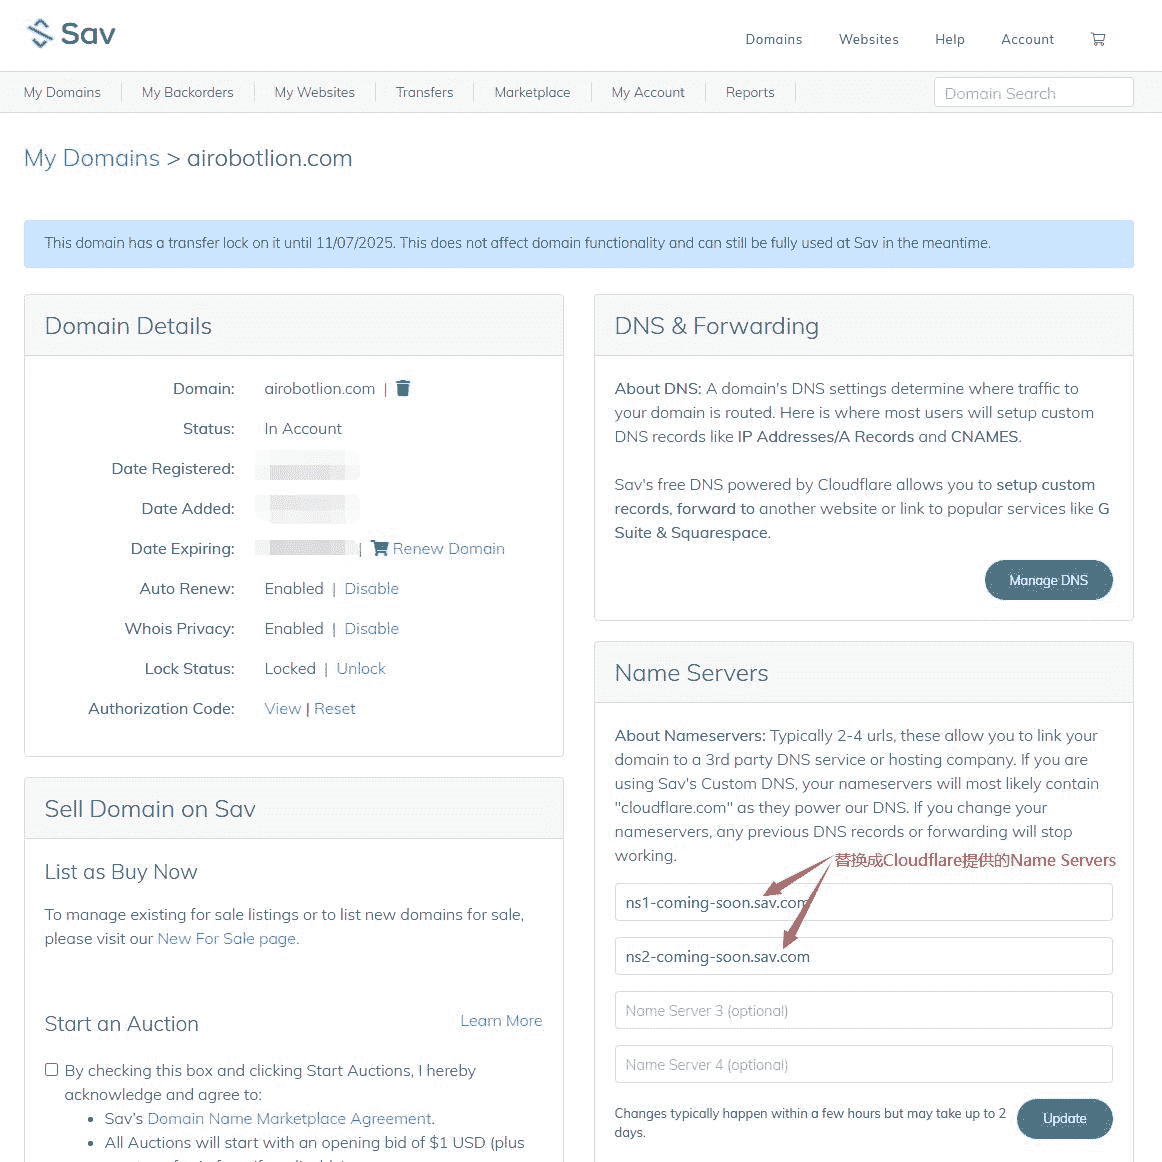 Sav
Domains
Websites
Help
Account
My Domains
My Backorders
My Websites
Transfers
Marketplace
My Account
Reports
Domain Search
My Domains > airobotlion.com
This domain has a transfer lock on it until 11/07/2025. This does not affect domain functionality and can still be fully used at Sav in the meantime.
Domain Details
Domain: airobotlion.com |
Status: In Account
Date Registered:
Date Added:
Date Expiring: | Renew Domain
Auto Renew: Enabled | Disable
Whois Privacy: Enabled | Disable
Lock Status: Locked | Unlock
Authorization Code: View | Reset
Sell Domain on Sav
List as Buy Now
To manage existing for sale listings or to list new domains for sale,
please visit our New For Sale page.
Start an Auction
Learn More
By checking this box and clicking Start Auctions, I hereby
acknowledge and agree to:
• Sav's Domain Name Marketplace Agreement.
• All Auctions will start with an opening bid of $1 USD (plus
DNS & Forwarding
About DNS: A domain's DNS settings determine where traffic to
your domain is routed. Here is where most users will setup custom
DNS records like IP Addresses/A Records and CNAMES.
Sav's free DNS powered by Cloudflare allows you to setup custom
records, forward to another website or link to popular services like G
Suite & Squarespace.
Manage DNS
Name Servers
About Nameservers: Typically 2-4 urls, these allow you to link your
domain to a 3rd party DNS service or hosting company. If you are
using Sav's Custom DNS, your nameservers will most likely contain
"cloudflare.com" as they power our DNS. If you change your
nameservers, any previous DNS records or forwarding will stop
working.
替换成Cloudflare提供的Name Servers
ns1-coming-soon.sav.com
ns2-coming-soon.sav.com
Name Server 3 (optional)
Name Server 4 (optional)
Changes typically happen within a few hours but may take up to 2
days.
Update